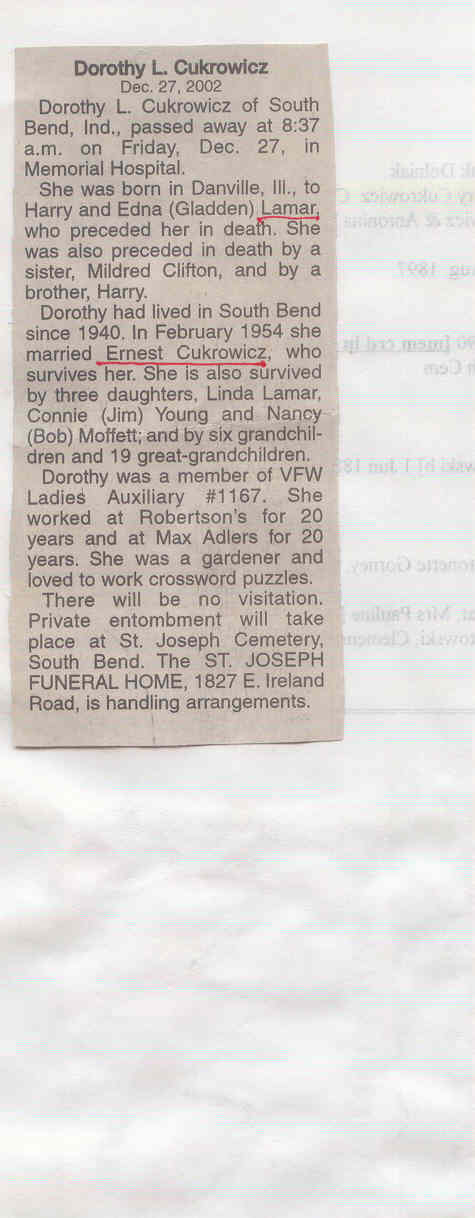 Dorothy L. Cukrowicz
Dec. 27, 2002
Dorothy L. Cukrowicz of South
Bend, Ind., passed away at 8:37
a.m. on Friday, Dec. 27, in
Memorial Hospital.
She was born in Danville, Ill., to
Harry and Edna (Gladden) Lamar,
who preceded her in death. She
was also preceded in death by a
sister, Mildred Clifton, and by a
brother, Harry.
Dorothy had lived in South Bend
since 1940. In February 1954 she
married Ernest Cukrowicz, who
survives her. She is also survived
by three daughters, Linda Lamar,
Connie (Jim) Young and Nancy
(Bob) Moffett; and by six grandchil-
dren and 19 great-grandchildren.
Dorothy was a member of VFW
Ladies Auxiliary #1167. She
worked at Robertson's for 20
years and at Max Adlers for 20
years. She was a gardener and
loved to work crossword puzzles.
There will be no visitation.
Private entombment will take
place at St. Joseph Cemetery,
South Bend. The ST. JOSEPH
FUNERAL HOME, 1827 E. Ireland
Road, is handling arrangements.